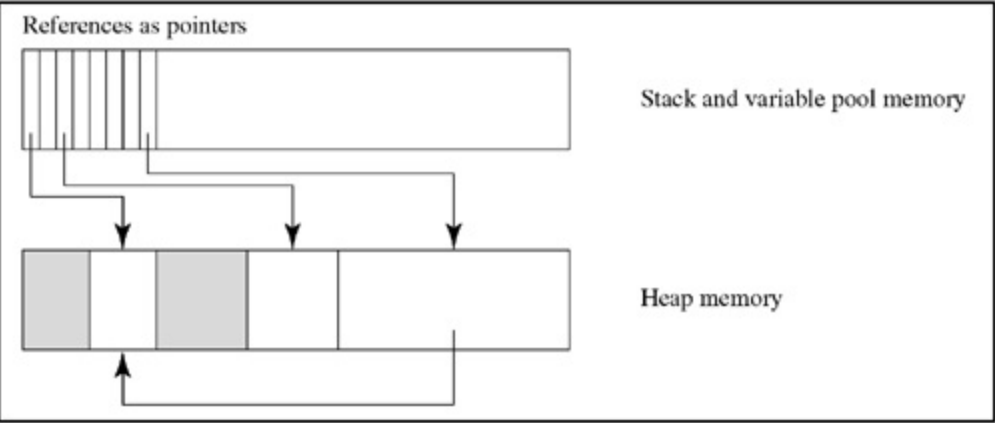 References as pointers
Stack and variable pool memory
Heap memory